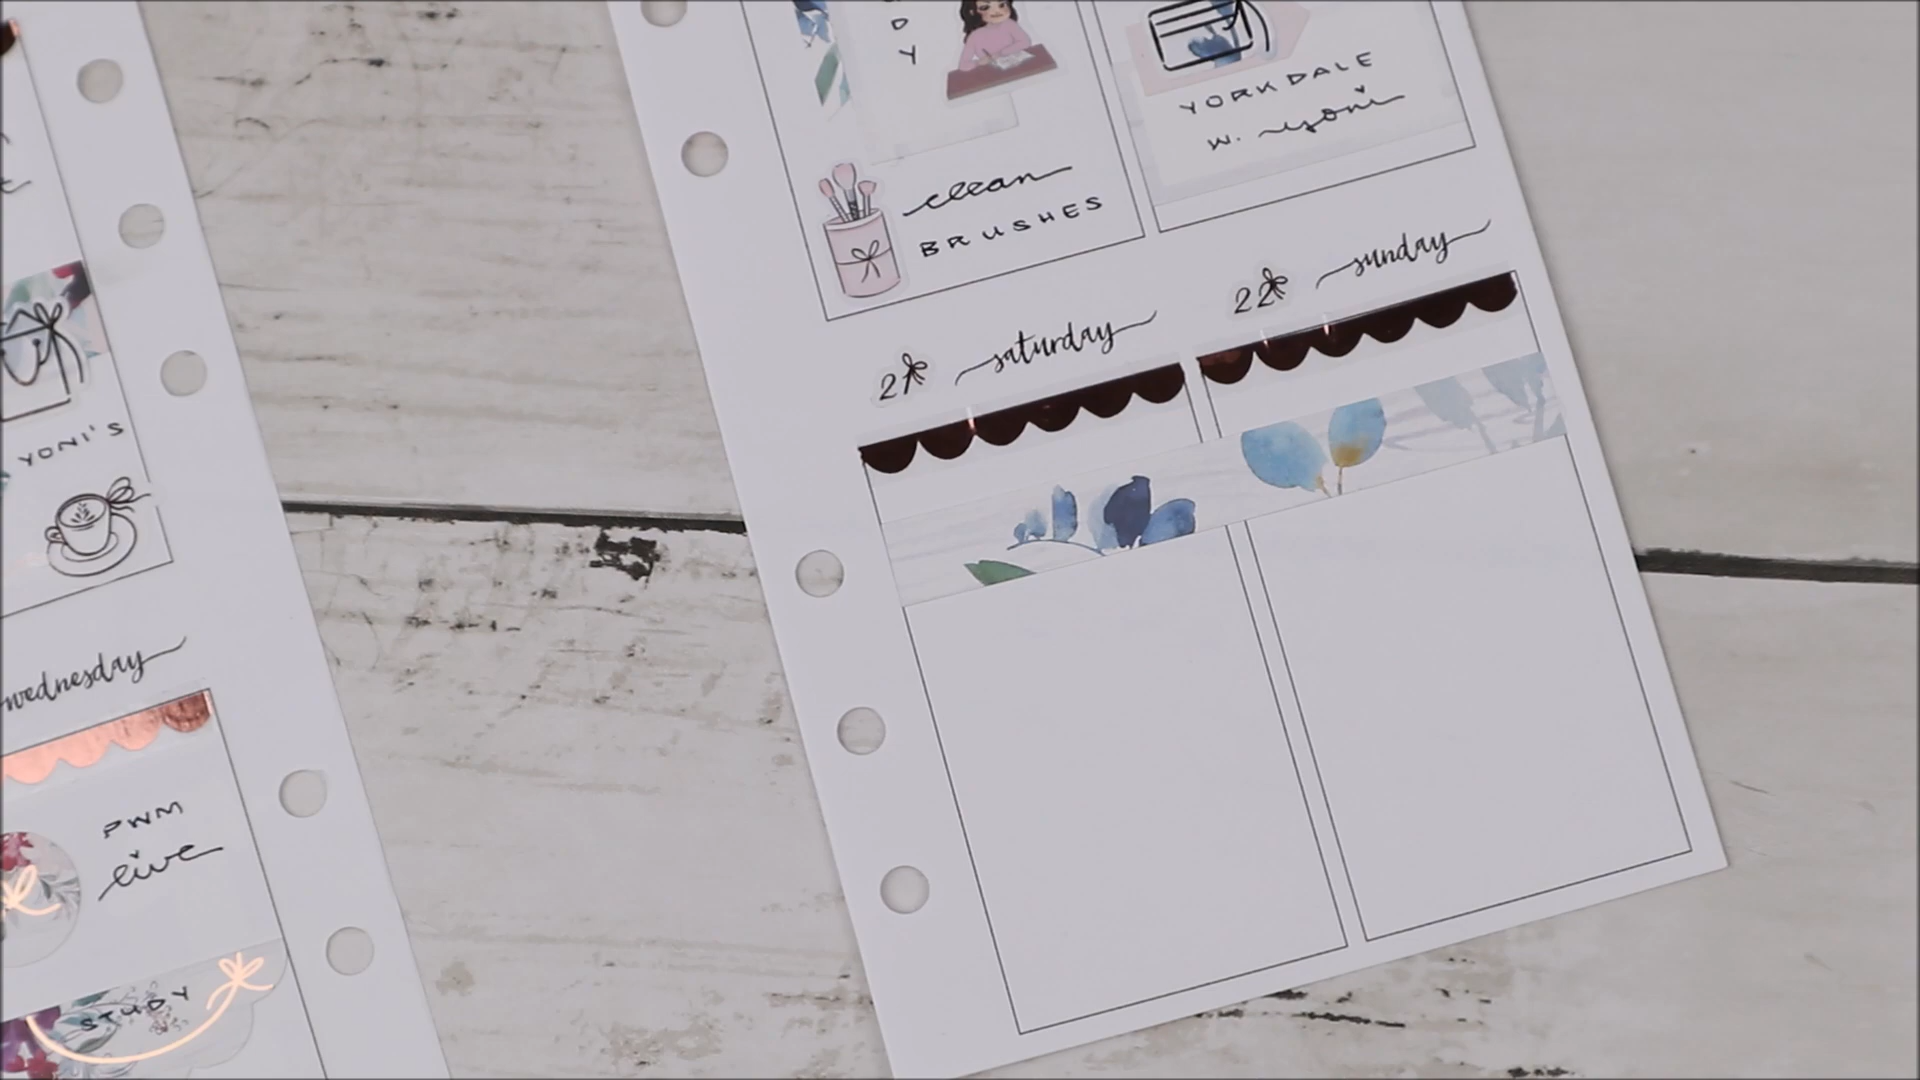 YONI'S
wednesday
PWM
live
STUDY
D
Y
clean
BRUSHES
YORKDALE
w. yoni
21 saturday
22 sunday